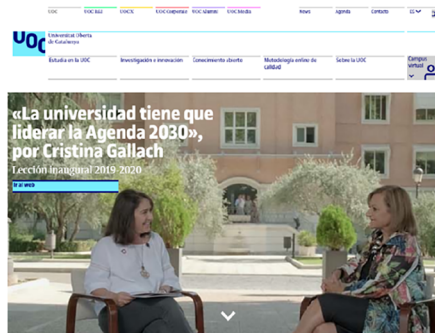 UOC UOC R&I UOC X UOC Corporate UOC Alumni UOC Media News Agenda Contacto ES
UOC Universitat Oberta
de Catalunya
Estudia en la UOC Investigación e innovación Conocimiento abierto Metodología online de
calidad Sobre la UOC Campus
virtual
«La universidad tiene que
liderar la Agenda 2030»,
por Cristina Gallach
Lección inaugural 2019-2020
Ir al web